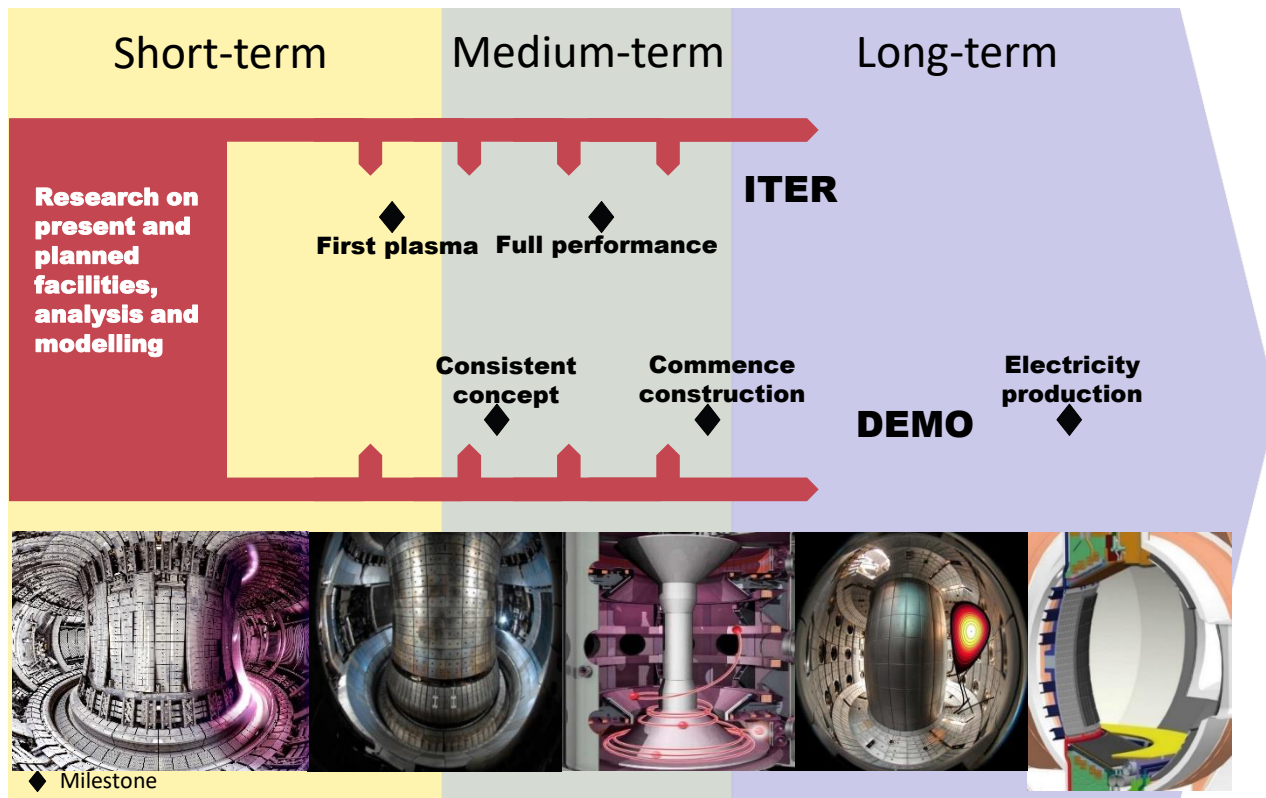 Short-term
Medium-term
Long-term
Research on
present and
planned
facilities,
analysis and
modelling
ITER
First plasma
Full performance
Consistent
concept
Commence
construction
Electricity
production
DEMO
Milestone